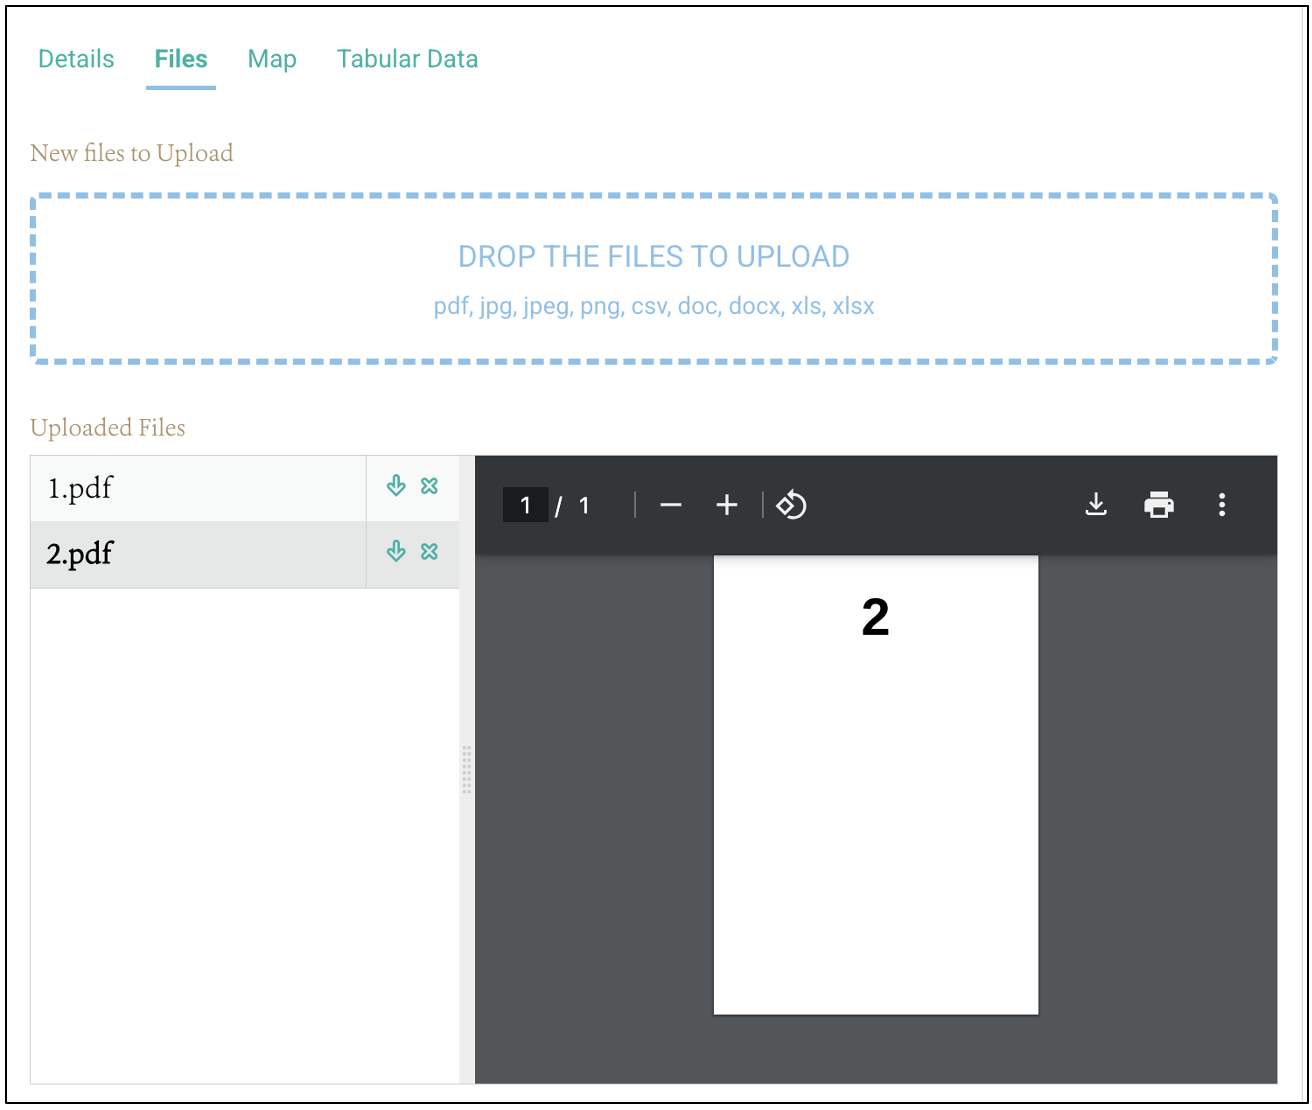 Details Files Map Tabular Data
New files to Upload
DROP THE FILES TO UPLOAD
pdf, jpg, jpeg, png, csv, doc, docx, xls, xlsx
Uploaded Files
1.pdf
2.pdf
1 / 1
2